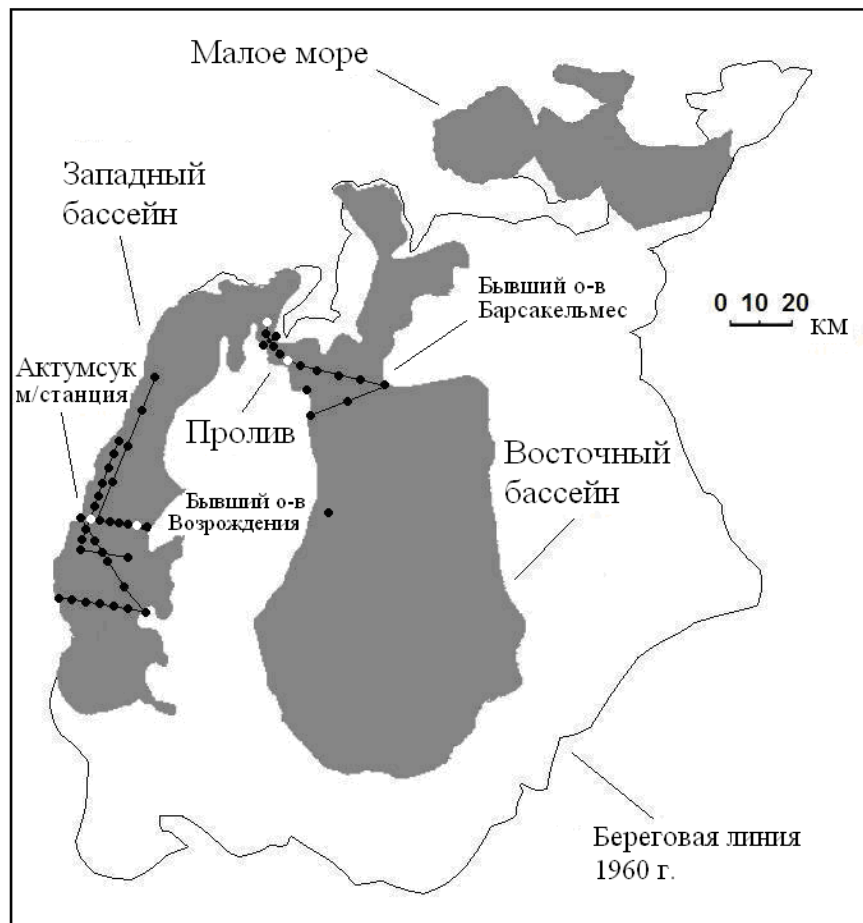 Малое море
Западный
бассейн
Бывший о-в
Барсакельмес
0 10 20
км
Актумсук
м/станция
Пролив
Восточный
бассейн
Бывший о-в
Возрождения
Береговая линия
1960 г.